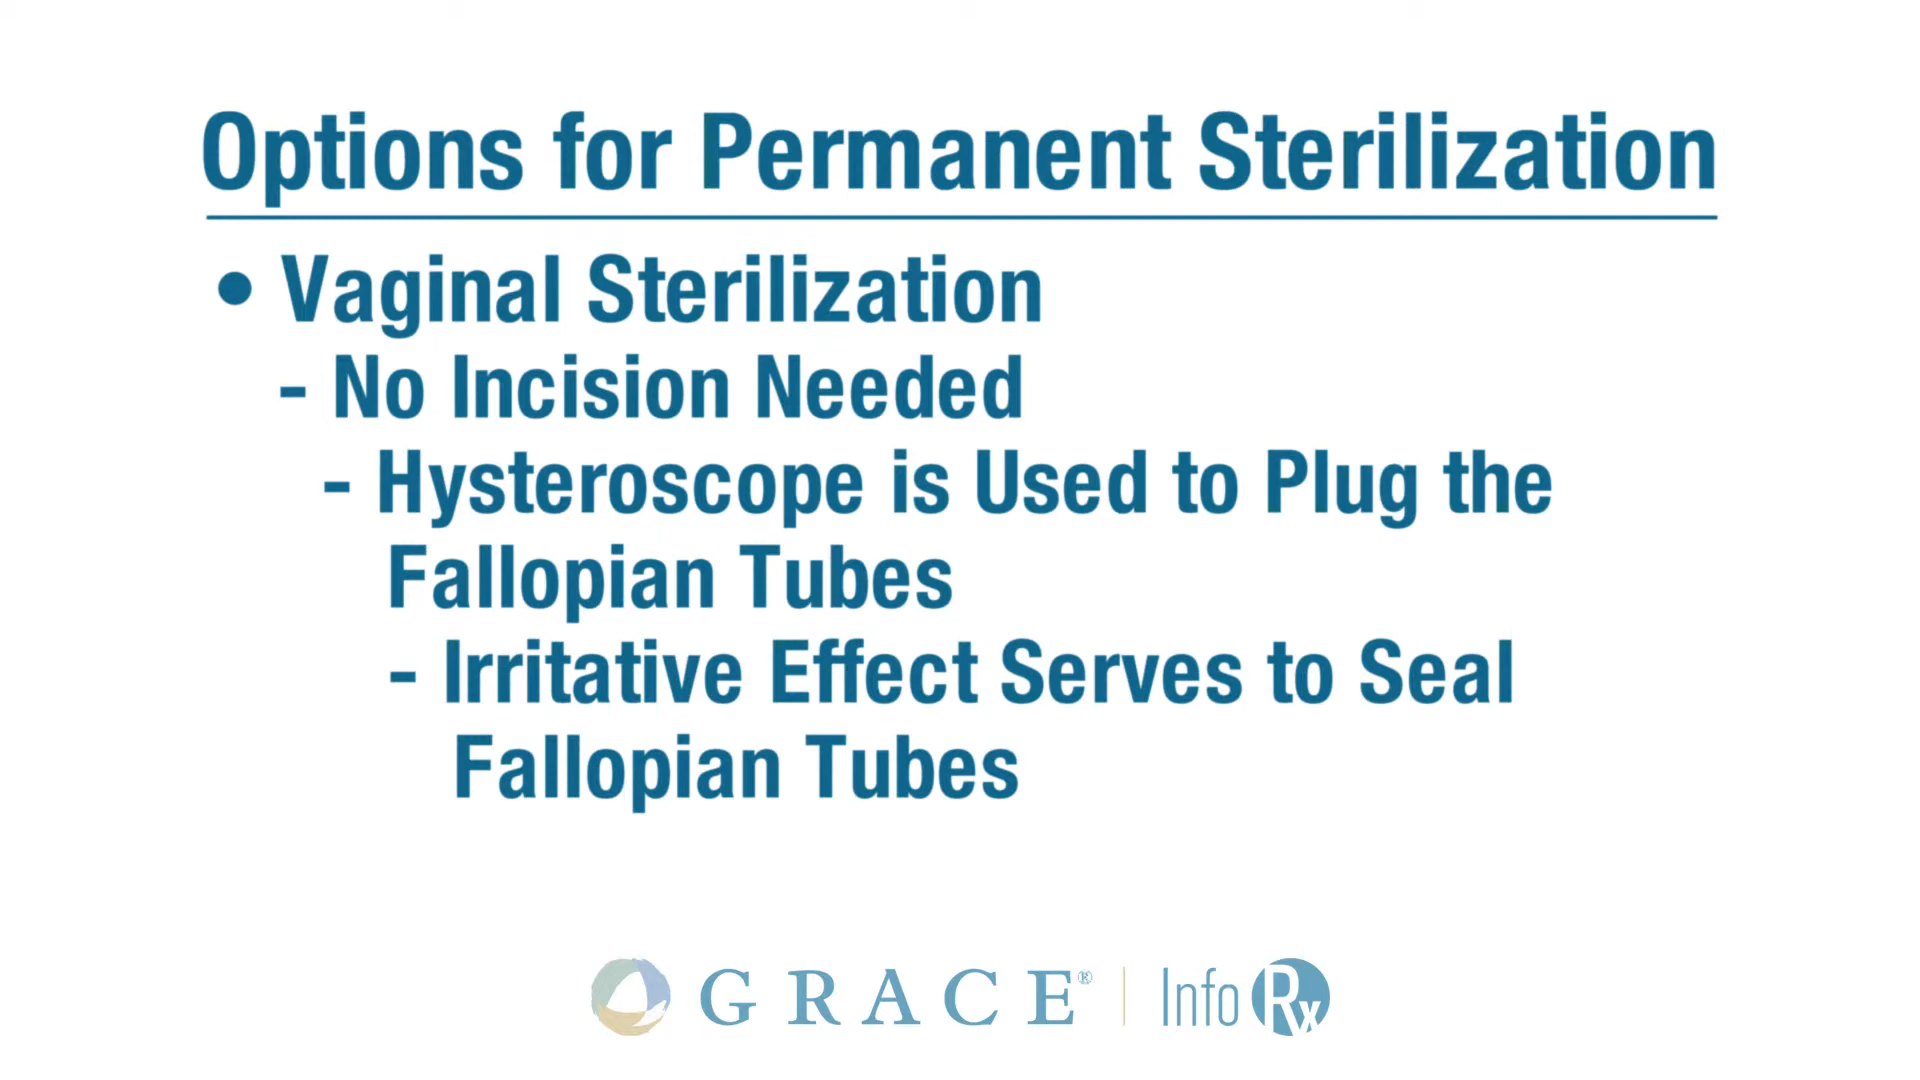 Options for Permanent Sterilization
• Vaginal Sterilization
- No Incision Needed
- Hysteroscope is Used to Plug the
Fallopian Tubes
- Irritative Effect Serves to Seal
Fallopian Tubes
GRACE® | Info Rx